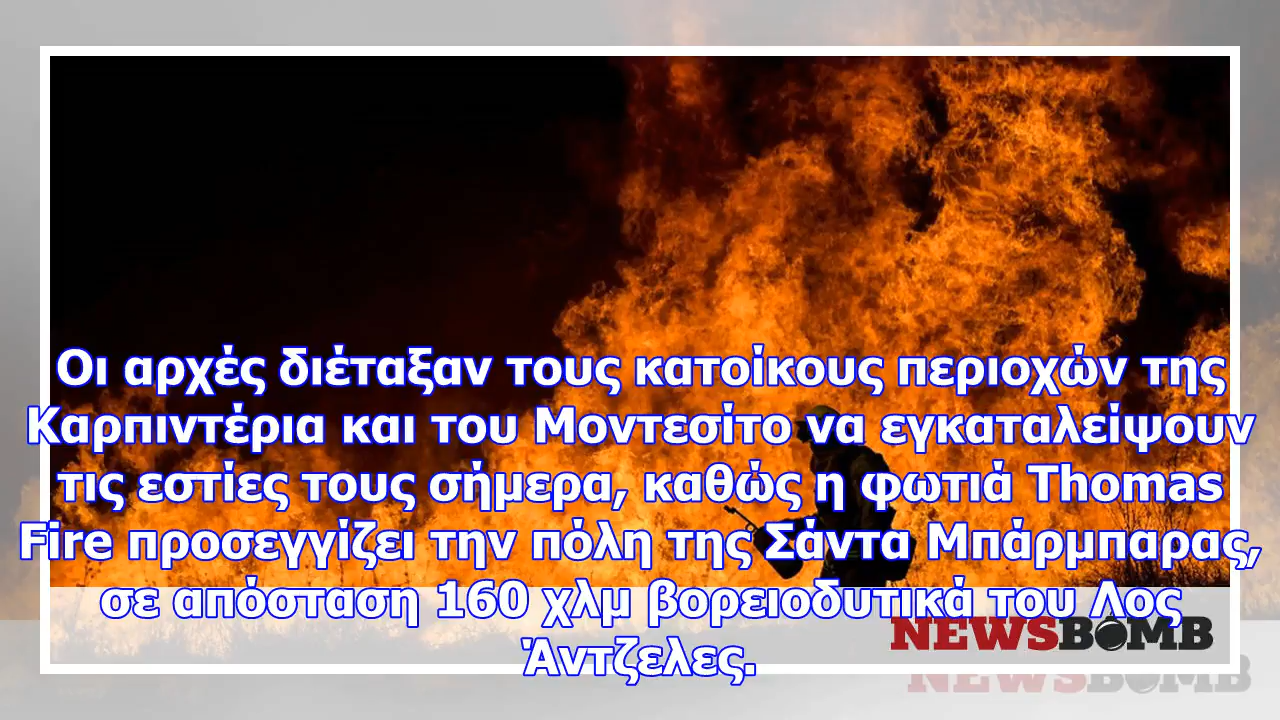 Οι αρχές διέταξαν τους κατοίκους περιοχών της
Καρπιντέρια και του Μοντεσίτο να εγκαταλείψουν
τις εστίες τους σήμερα, καθώς η φωτιά Thomas
Fire προσεγγίζει την πόλη της Σάντα Μπάρμπαρας,
σε απόσταση 160 χλμ βορειοδυτικά του Λος
Άντζελες.
NEWSBOMB
NEWSBOMB